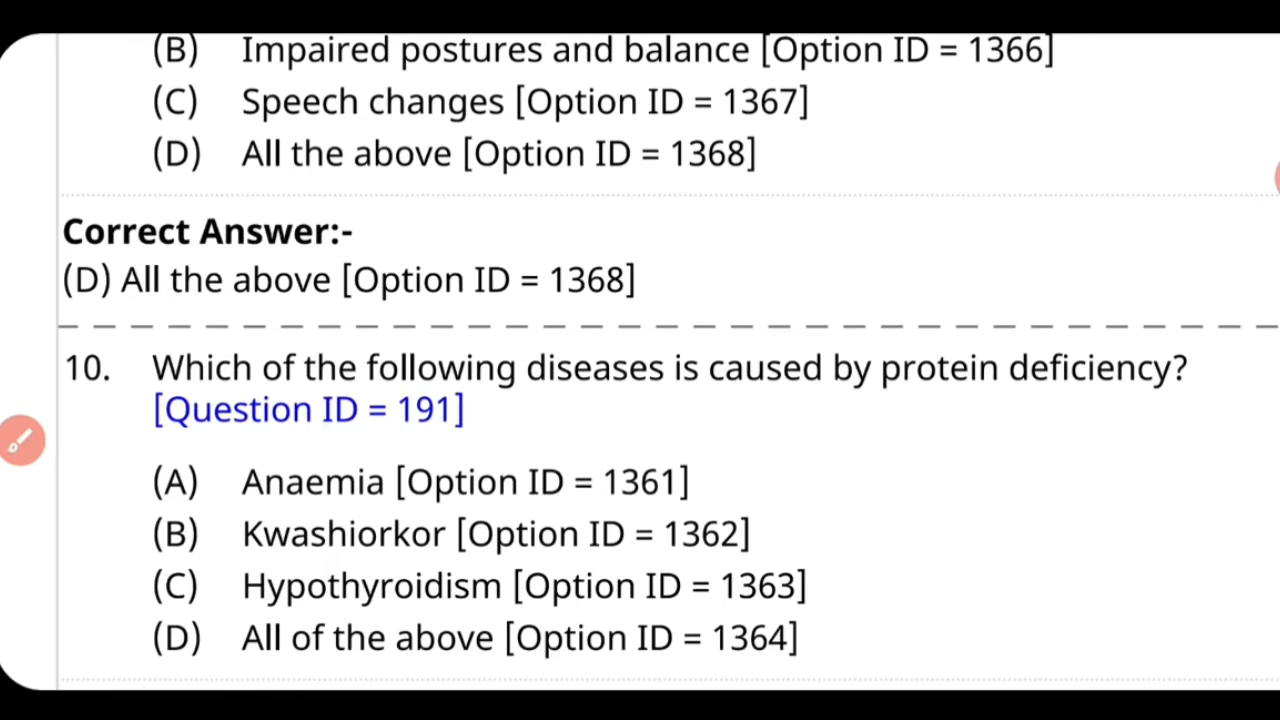 (B) Impaired postures and balance [Option ID = 1366]
(C) Speech changes [Option ID = 1367]
(D) All the above [Option ID = 1368]
Correct Answer:-
(D) All the above [Option ID = 1368]
10. Which of the following diseases is caused by protein deficiency?
[Question ID = 191]
(A) Anaemia [Option ID = 1361]
(B) Kwashiorkor [Option ID = 1362]
(C) Hypothyroidism [Option ID = 1363]
(D) All of the above [Option ID = 1364]